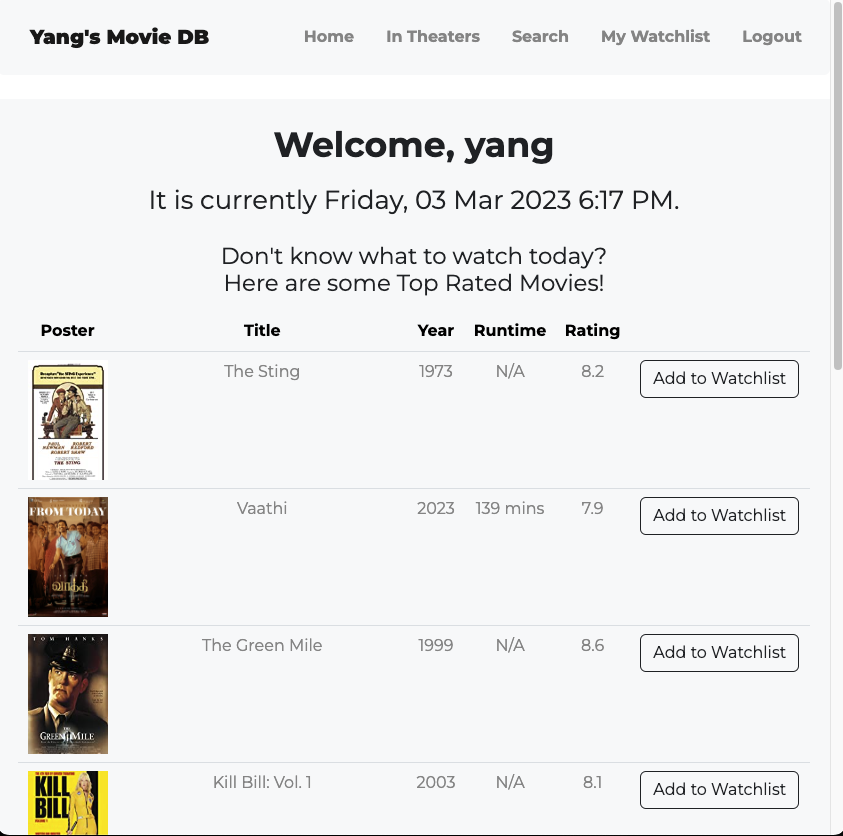 Yang's Movie DB Home In Theaters Search My Watchlist Logout
Welcome, yang
It is currently Friday, 03 Mar 2023 6:17 PM.
Don't know what to watch today?
Here are some Top Rated Movies!
Poster Title Year Runtime Rating
The Sting 1973 N/A 8.2 Add to Watchlist
PAUL ROBERT
NEWMAN REDFORD
ROBERT SHAW
THE STING
Vaathi 2023 139 mins 7.9 Add to Watchlist
FROM TODAY
வாத்தி
The Green Mile 1999 N/A 8.6 Add to Watchlist
TOM HANKS
THE
GREEN MILE
Kill Bill: Vol. 1 2003 N/A 8.1 Add to Watchlist
KILL
BILL